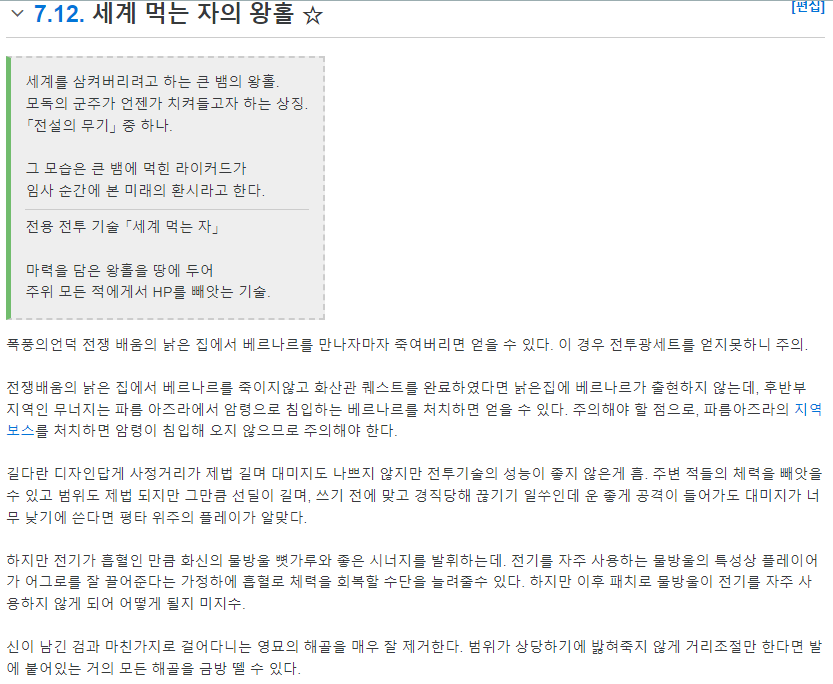 7.12. 세계 먹는 자의 왕홀 ☆
[편집]
세계를 삼켜버리려고 하는 큰 뱀의 왕홀.
모독의 군주가 언젠가 치켜들고자 하는 상징.
「전설의 무기」 중 하나.
그 모습은 큰 뱀에 먹힌 라이커드가
임사 순간에 본 미래의 환시라고 한다.
전용 전투 기술 「세계 먹는 자」
마력을 담은 왕홀을 땅에 두어
주위 모든 적에게서 HP를 빼앗는 기술.
폭풍의언덕 전쟁 배움의 낡은 집에서 베르나르를 만나자마자 죽여버리면 얻을 수 있다. 이 경우 전투광세트를 얻지못하니 주의.
전쟁배움의 낡은 집에서 베르나르를 죽이지않고 화산관 퀘스트를 완료하였다면 낡은집에 베르나르가 출현하지 않는데, 후반부
지역인 무너지는 파름 아즈라에서 암령으로 침입하는 베르나르를 처치하면 얻을 수 있다. 주의해야 할 점으로, 파름아즈라의 지역
보스를 처치하면 암령이 침입해 오지 않으므로 주의해야 한다.
길다란 디자인답게 사정거리가 제법 길며 대미지도 나쁘지 않지만 전투기술의 성능이 좋지 않은게 흠. 주변 적들의 체력을 빼앗을
수 있고 범위도 제법 되지만 그만큼 선딜이 길며, 쓰기 전에 맞고 경직당해 끊기기 일쑤인데 운 좋게 공격이 들어가도 대미지가 너
무 낮기에 쓴다면 평타 위주의 플레이가 알맞다.
하지만 전기가 흡혈인 만큼 화신의 물방울 뼛가루와 좋은 시너지를 발휘하는데. 전기를 자주 사용하는 물방울의 특성상 플레이어
가 어그로를 잘 끌어준다는 가정하에 흡혈로 체력을 회복할 수단을 늘려줄수 있다. 하지만 이후 패치로 물방울이 전기를 자주 사
용하지 않게 되어 어떻게 될지 미지수.
신이 남긴 검과 마친가지로 걸어다니는 영묘의 해골을 매우 잘 제거한다. 범위가 상당하기에 밟혀죽지 않게 거리조절만 한다면 발
에 붙어있는 거의 모든 해골을 금방 뗄 수 있다.